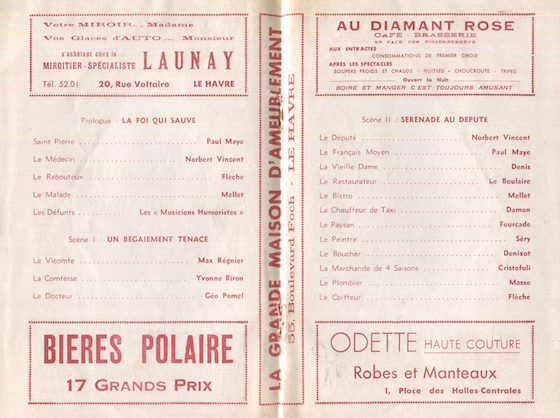 Votre MIROIR..., Madame
Vos Glaces d'AUTO..., Monsieur
s'achètent chez le
MIROITIER-SPÉCIALISTE LAUNAY
Tél. 52.01 20, Rue Voltaire LE HAVRE
Prologue : LA FOI QUI SAUVE
Saint Pierre Paul Maye
Le Médecin Norbert Vincent
Le Rebouteux Flèche
Le Malade Mellet
Les Défunts Les « Musiciens Humoristes »
Scène I : UN BEGAIEMENT TENACE
Le Vicomte Max Régnier
La Comtesse Yvonne Biron
Le Docteur Géo Pomel
BIERES POLAIRE
17 GRANDS PRIX
LA GRANDE MAISON D'AMEUBLEMENT
55, Boulevard Foch - LE HAVRE
AU DIAMANT ROSE
CAFÉ - BRASSERIE
EN FACE DES FOLIES-BERGÈRE
AUX ENTR'ACTES
CONSOMMATIONS DE PREMIER CHOIX
APRÈS LES SPECTACLES
SOUPERS FROIDS ET CHAUDS - HUITRES - CHOUCROUTE - TRIPES
Ouvert la Nuit
BOIRE ET MANGER C'EST TOUJOURS AMUSANT
Scène II : SERENADE AU DEPUTE
Le Député Norbert Vincent
Le Français Moyen Paul Maye
La Vieille Dame Denis
Le Restaurateur Le Boulaire
Le Bistro Mellet
Le Chauffeur de Taxi Damon
Le Paysan Fourcade
Le Peintre Séry
Le Boucher Denizot
La Marchande de 4 Saisons Cristofoli
Le Plombier Masso
Le Coiffeur Flèche
ODETTE HAUTE COUTURE
Robes et Manteaux
1, Place des Halles-Centrales